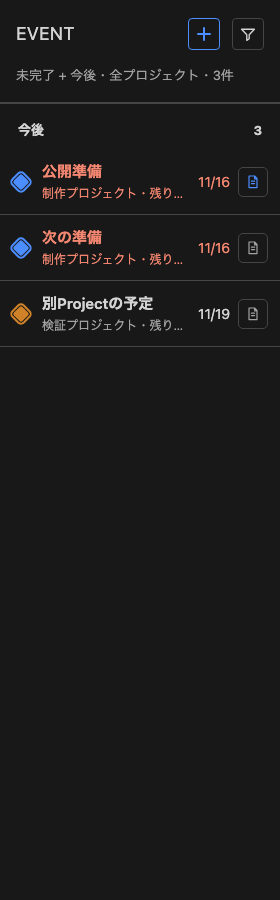 EVENT
未完了 + 今後・全プロジェクト・3件
今後 3
公開準備
制作プロジェクト・残り... 11/16
次の準備
制作プロジェクト・残り... 11/16
別Projectの予定
検証プロジェクト・残り... 11/19